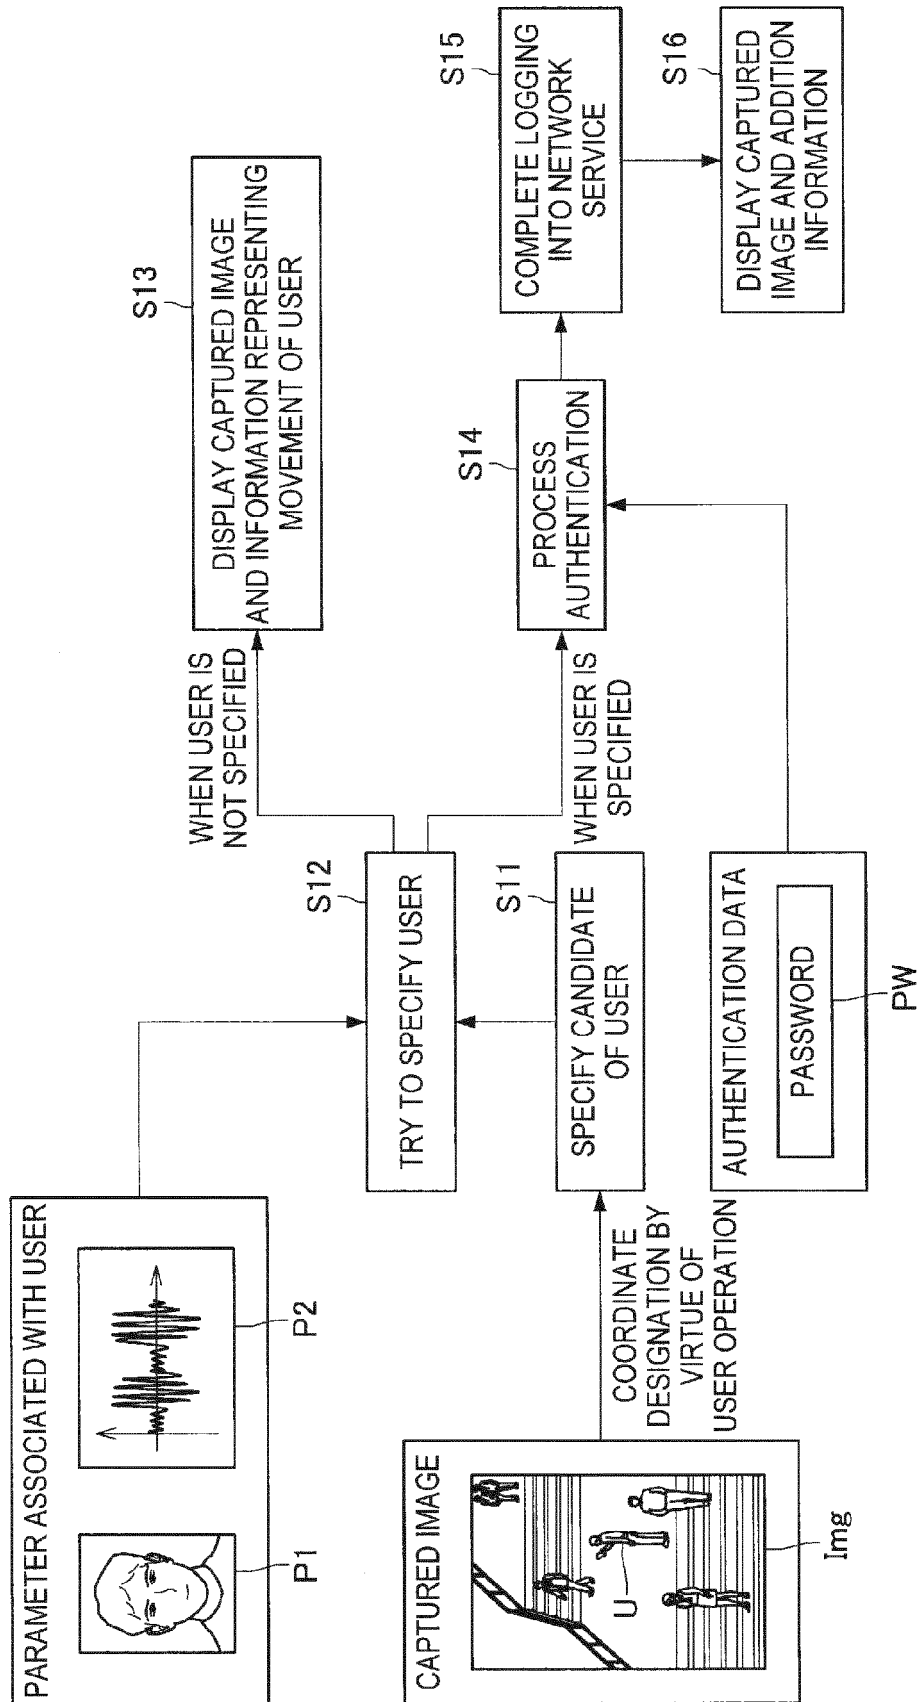 PARAMETER ASSOCIATED WITH USER
P1
P2
CAPTURED IMAGE
U
Img
COORDINATE
DESIGNATION BY
VIRTUE OF
USER OPERATION
S12
TRY TO SPECIFY USER
S11
SPECIFY CANDIDATE
OF USER
AUTHENTICATION DATA
PASSWORD
PW
WHEN USER IS
NOT SPECIFIED
WHEN USER IS
SPECIFIED
S13
DISPLAY CAPTURED IMAGE
AND INFORMATION REPRESENTING
MOVEMENT OF USER
S14
PROCESS
AUTHENTICATION
S15
COMPLETE LOGGING
INTO NETWORK
SERVICE
S16
DISPLAY CAPTURED
IMAGE AND ADDITION
INFORMATION